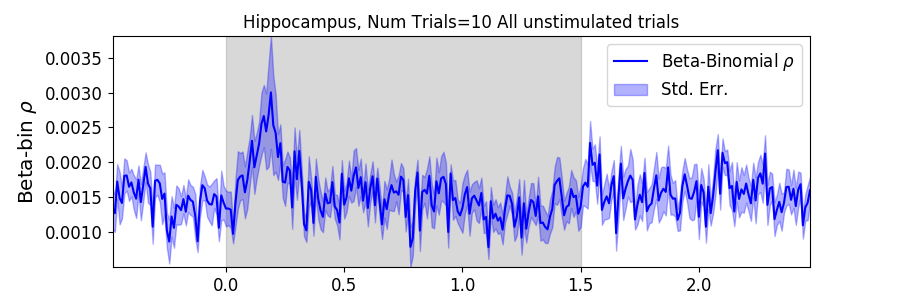 Hippocampus, Num Trials=10 All unstimulated trials
Beta-bin ρ
0.0035
0.0030
0.0025
0.0020
0.0015
0.0010
Beta-Binomial ρ
Std. Err.
0.0 0.5 1.0 1.5 2.0